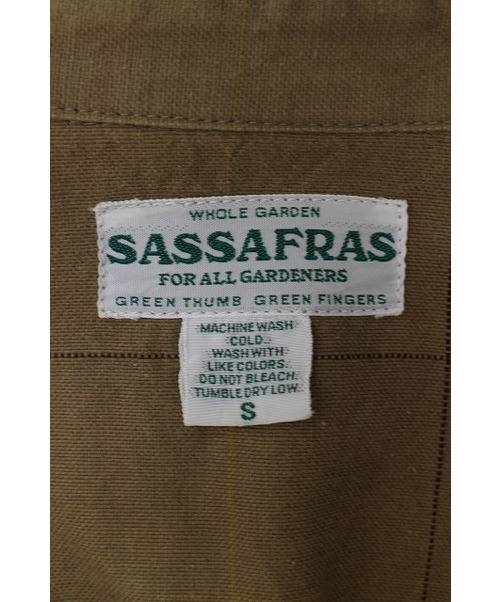 WHOLE GARDEN
SASSAFRAS
FOR ALL GARDENERS
GREEN THUMB GREEN FINGERS
MACHINE WASH
COLD.
WASH WITH
LIKE COLORS.
DO NOT BLEACH.
TUMBLE DRY LOW.
S